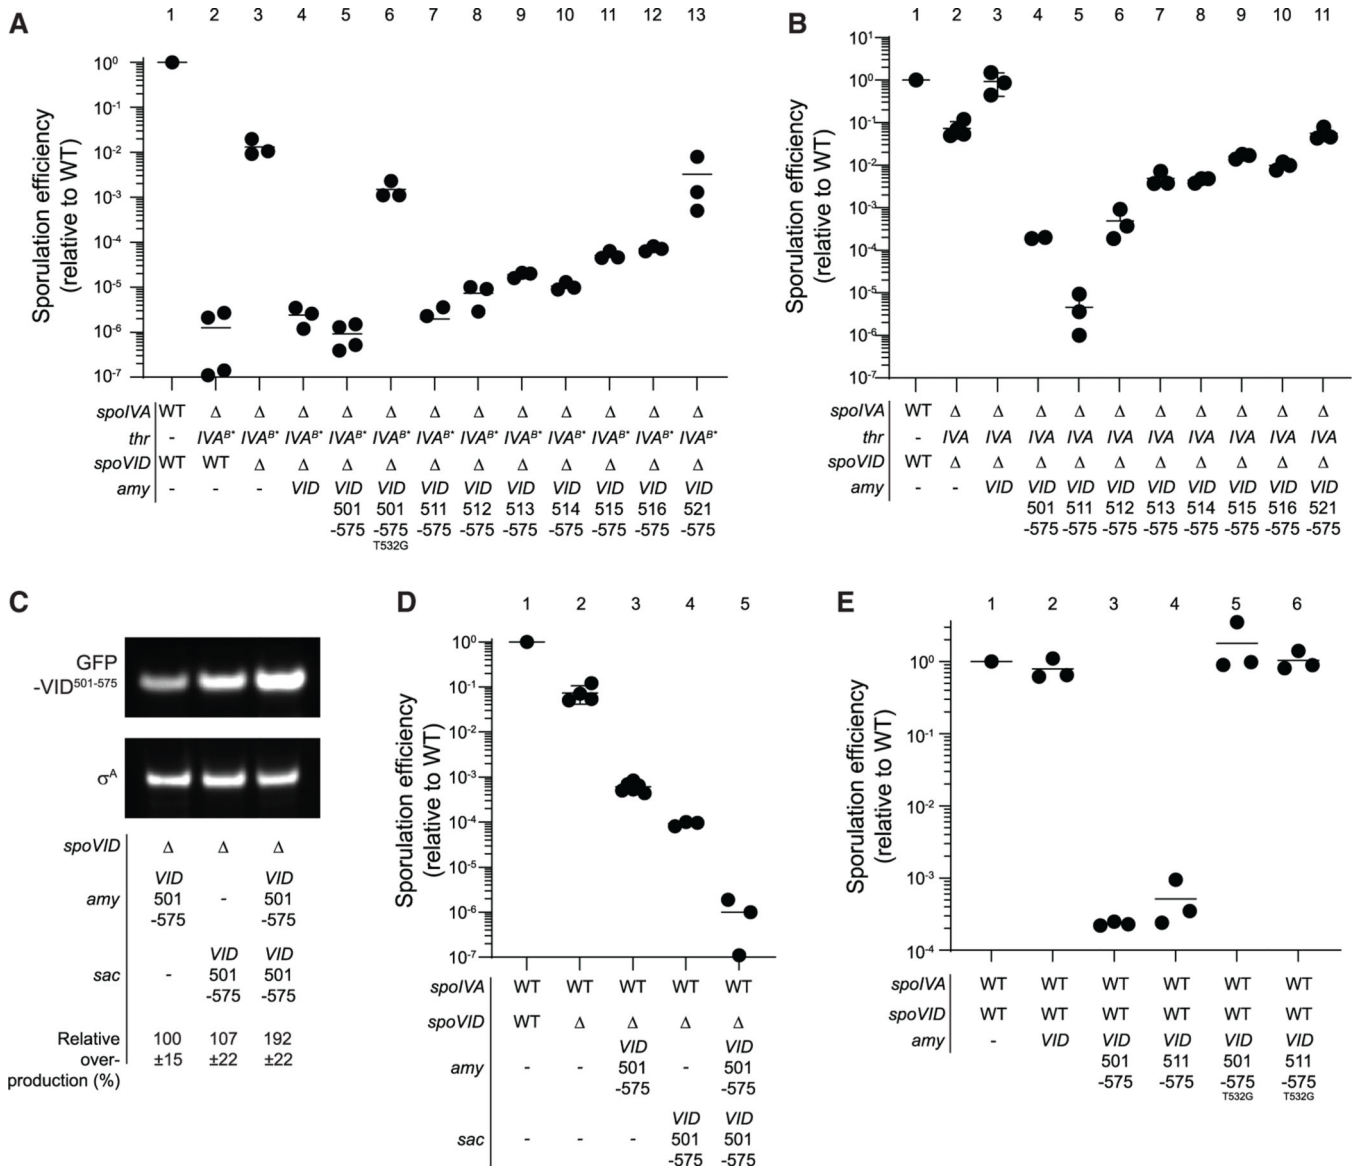 A
1 2 3 4 5 6 7 8 9 10 11 12 13
Sporulation efficiency
(relative to WT)
10⁰
10⁻¹
10⁻²
10⁻³
10⁻⁴
10⁻⁵
10⁻⁶
10⁻⁷
spoIVA WT Δ Δ Δ Δ Δ Δ Δ Δ Δ Δ Δ Δ
thr - IVAᴮ* IVAᴮ* IVAᴮ* IVAᴮ* IVAᴮ* IVAᴮ* IVAᴮ* IVAᴮ* IVAᴮ* IVAᴮ* IVAᴮ* IVAᴮ*
spoVID WT WT Δ Δ Δ Δ Δ Δ Δ Δ Δ Δ Δ
amy - - - VID VID VID VID VID VID VID VID VID VID
501 501 511 512 513 514 515 516 521
-575 -575 -575 -575 -575 -575 -575 -575 -575
T532G
B
1 2 3 4 5 6 7 8 9 10 11
Sporulation efficiency
(relative to WT)
10¹
10⁰
10⁻¹
10⁻²
10⁻³
10⁻⁴
10⁻⁵
10⁻⁶
10⁻⁷
spoIVA WT Δ Δ Δ Δ Δ Δ Δ Δ Δ Δ
thr - IVA IVA IVA IVA IVA IVA IVA IVA IVA IVA
spoVID WT Δ Δ Δ Δ Δ Δ Δ Δ Δ Δ
amy - - VID VID VID VID VID VID VID VID VID
501 511 512 513 514 515 516 521
-575 -575 -575 -575 -575 -575 -575 -575
C
GFP
-VID⁵⁰¹⁻⁵⁷⁵
σᴬ
spoVID Δ Δ Δ
VID VID
amy 501 - 501
-575 -575
VID VID
sac - 501 501
-575 -575
Relative 100 107 192
over- ±15 ±22 ±22
production (%)
D
1 2 3 4 5
Sporulation efficiency
(relative to WT)
10⁰
10⁻¹
10⁻²
10⁻³
10⁻⁴
10⁻⁵
10⁻⁶
10⁻⁷
spoIVA WT WT WT WT WT
spoVID WT Δ Δ Δ Δ
VID VID
amy - - 501 - 501
-575 -575
VID VID
sac - - - 501 501
-575 -575
E
1 2 3 4 5 6
Sporulation efficiency
(relative to WT)
10⁰
10⁻¹
10⁻²
10⁻³
10⁻⁴
spoIVA WT WT WT WT WT WT
spoVID WT WT WT WT WT WT
amy - VID VID VID VID VID
501 511 501 511
-575 -575 -575 -575
T532G T532G